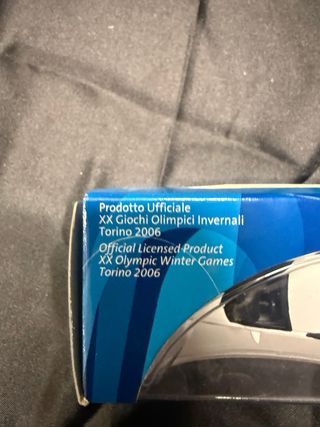 Prodotto Ufficiale
XX Giochi Olimpici Invernali
Torino 2006
Official Licensed Product
XX Olympic Winter Games
Torino 2006